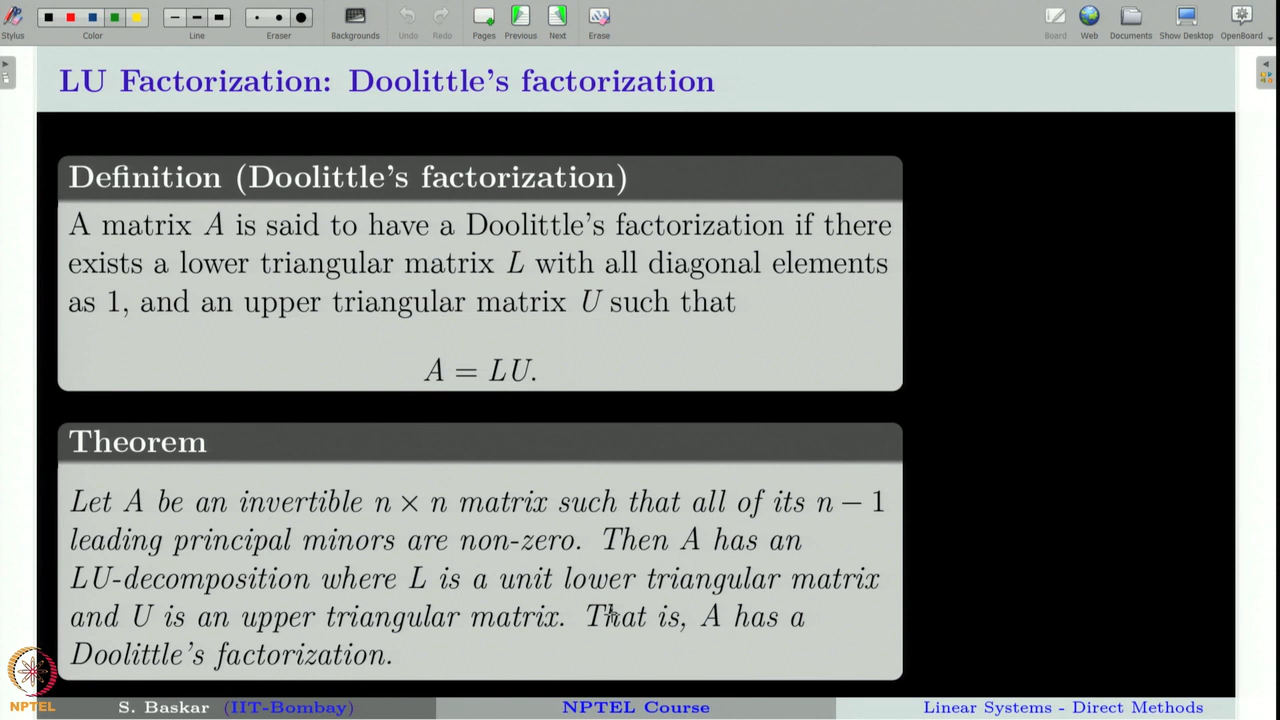 Stylus Color Line Eraser Backgrounds Undo Redo Pages Previous Next Erase Board Web Documents Show Desktop OpenBoard
LU Factorization: Doolittle's factorization
Definition (Doolittle's factorization)
A matrix A is said to have a Doolittle's factorization if there
exists a lower triangular matrix L with all diagonal elements
as 1, and an upper triangular matrix U such that
A = LU.
Theorem
Let A be an invertible n × n matrix such that all of its n − 1
leading principal minors are non-zero. Then A has an
LU-decomposition where L is a unit lower triangular matrix
and U is an upper triangular matrix. That is, A has a
Doolittle's factorization.
NPTEL
S. Baskar (IIT-Bombay) NPTEL Course Linear Systems - Direct Methods